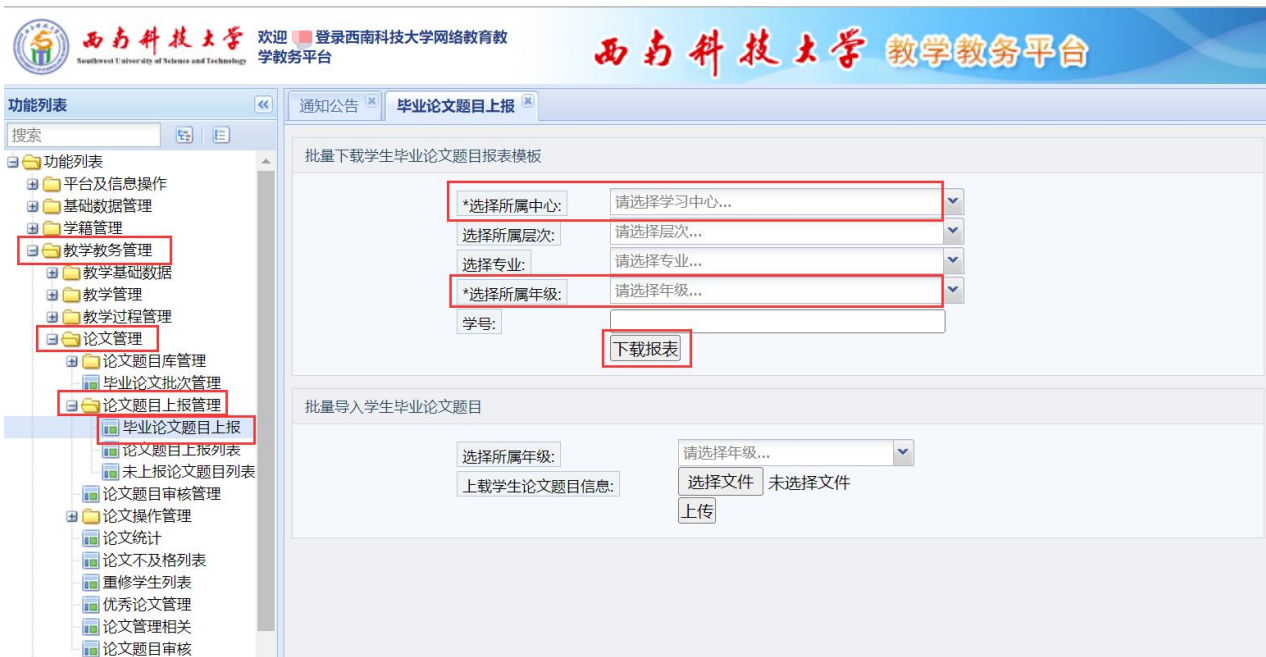 西南科技大学
Southwest University of Science and Technology
欢迎 登录西南科技大学网络教育教
学教务平台
西南科技大学 教学教务平台
功能列表
搜索
功能列表
平台及信息操作
基础数据管理
学籍管理
教学教务管理
教学基础数据
教学管理
教学过程管理
论文管理
论文题目库管理
毕业论文批次管理
论文题目上报管理
毕业论文题目上报
论文题目上报列表
未上报论文题目列表
论文题目审核管理
论文操作管理
论文统计
论文不及格列表
重修学生列表
优秀论文管理
论文管理相关
论文题目审核
通知公告 毕业论文题目上报
批量下载学生毕业论文题目报表模板
*选择所属中心: 请选择学习中心...
选择所属层次: 请选择层次...
选择专业: 请选择专业...
*选择所属年级: 请选择年级...
学号:
下载报表
批量导入学生毕业论文题目
选择所属年级: 请选择年级...
上载学生论文题目信息: 选择文件 未选择文件
上传